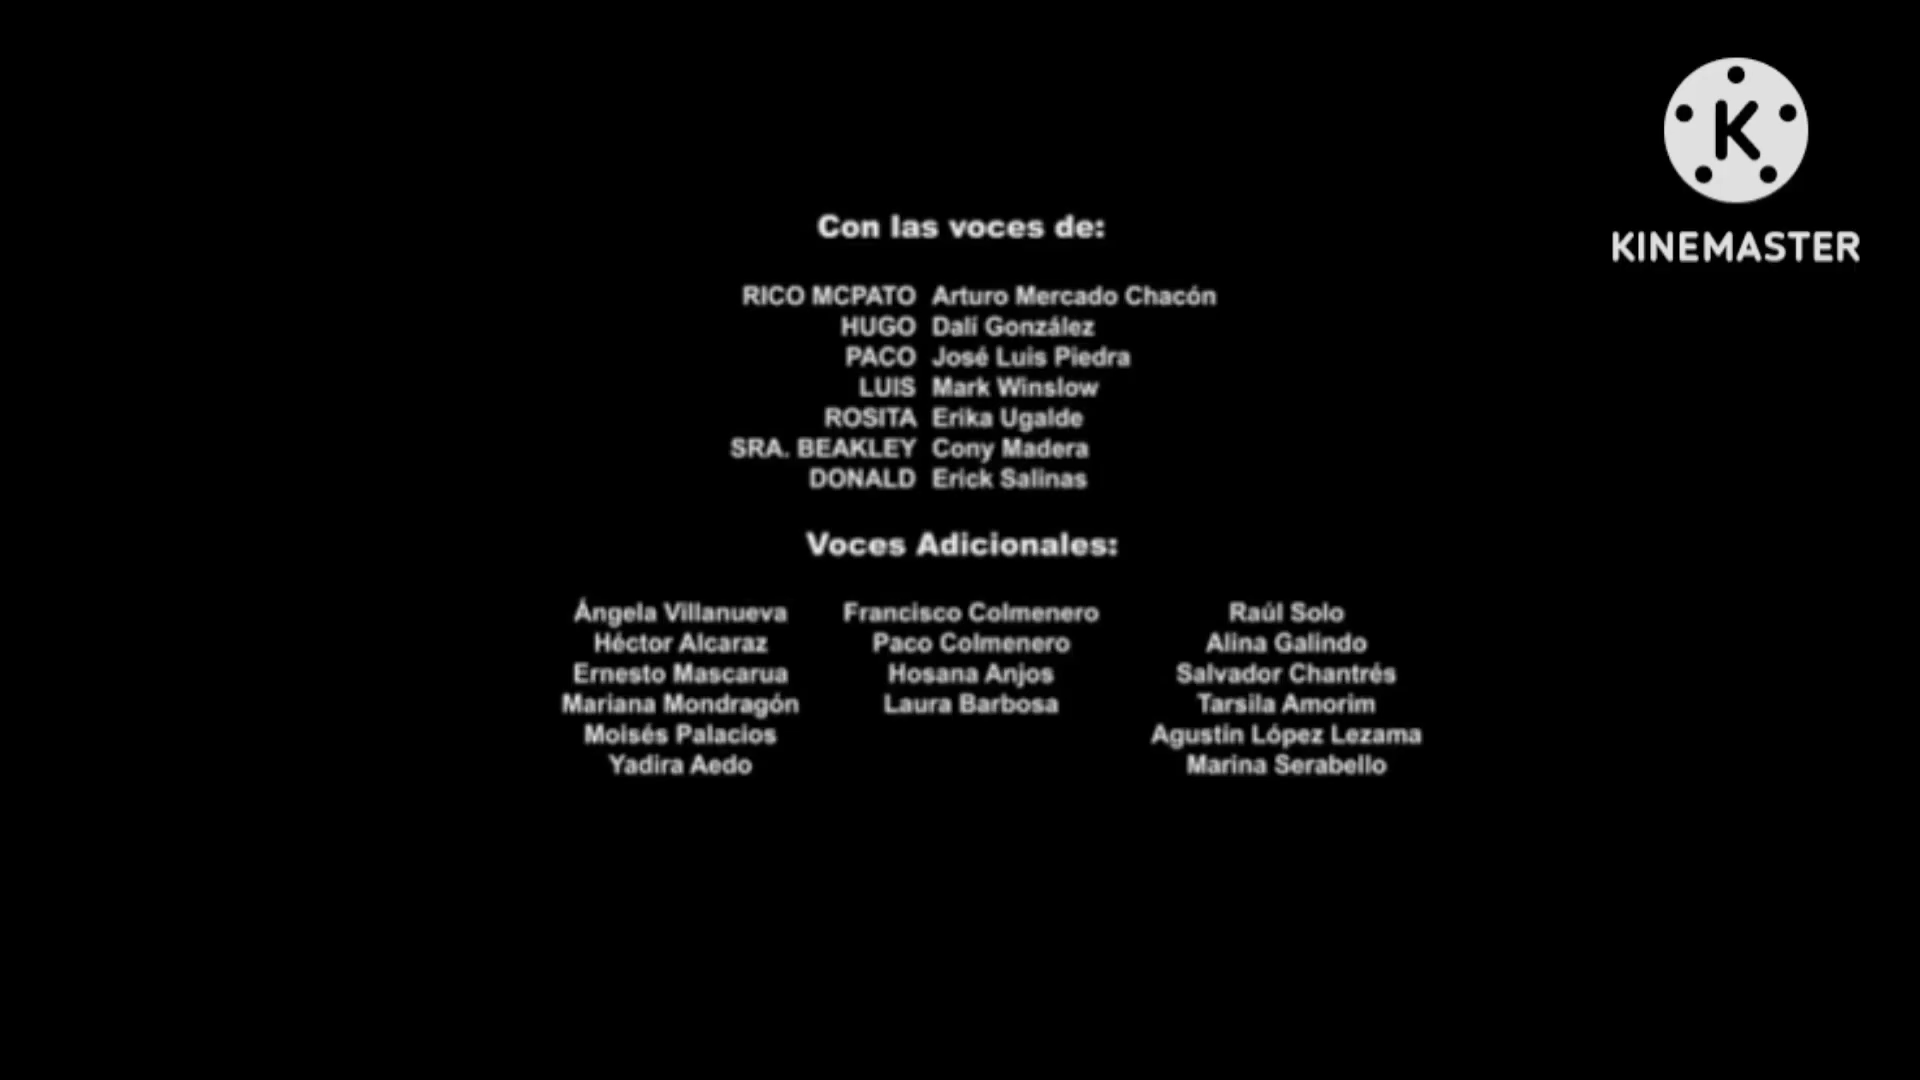 K
KINEMASTER
Con las voces de:
RICO MCPATO Arturo Mercado Chacón
HUGO Dalí González
PACO José Luis Piedra
LUIS Mark Winslow
ROSITA Erika Ugalde
SRA. BEAKLEY Cony Madera
DONALD Erick Salinas
Voces Adicionales:
Ángela Villanueva Francisco Colmenero Raúl Solo
Héctor Alcaraz Paco Colmenero Alina Galindo
Ernesto Mascarua Hosana Anjos Salvador Chantrés
Mariana Mondragón Laura Barbosa Tarsila Amorim
Moisés Palacios Agustín López Lezama
Yadira Aedo Marina Serabello